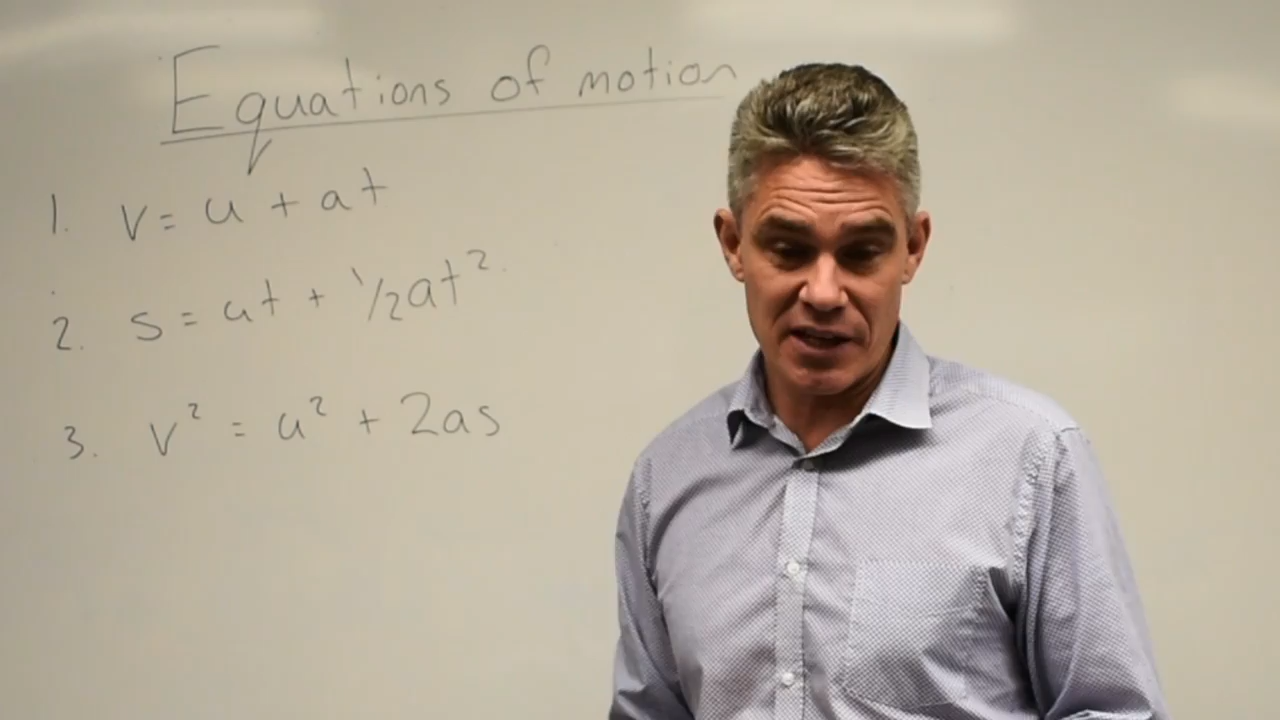 Equations of motion
1. v = u + at
2. s = ut + 1/2at²
3. v² = u² + 2as